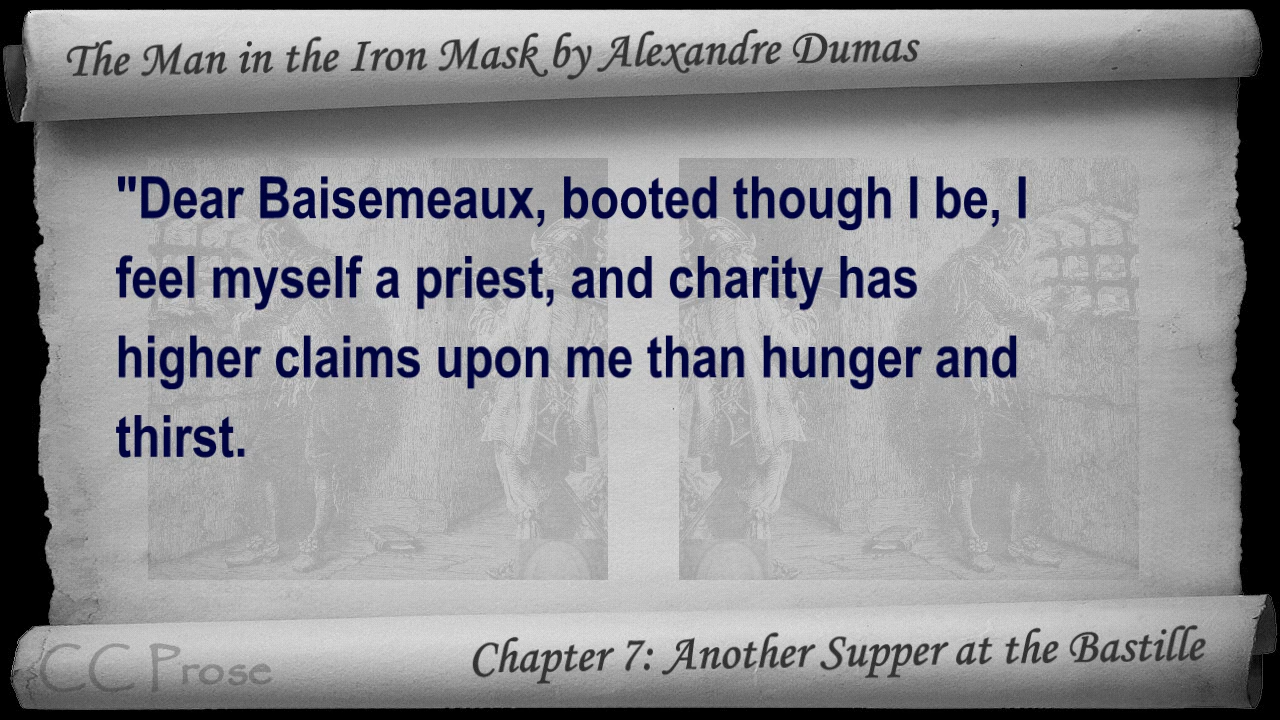 The Man in the Iron Mask by Alexandre Dumas
"Dear Baisemeaux, booted though I be, I
feel myself a priest, and charity has
higher claims upon me than hunger and
thirst.
CC Prose
Chapter 7: Another Supper at the Bastille